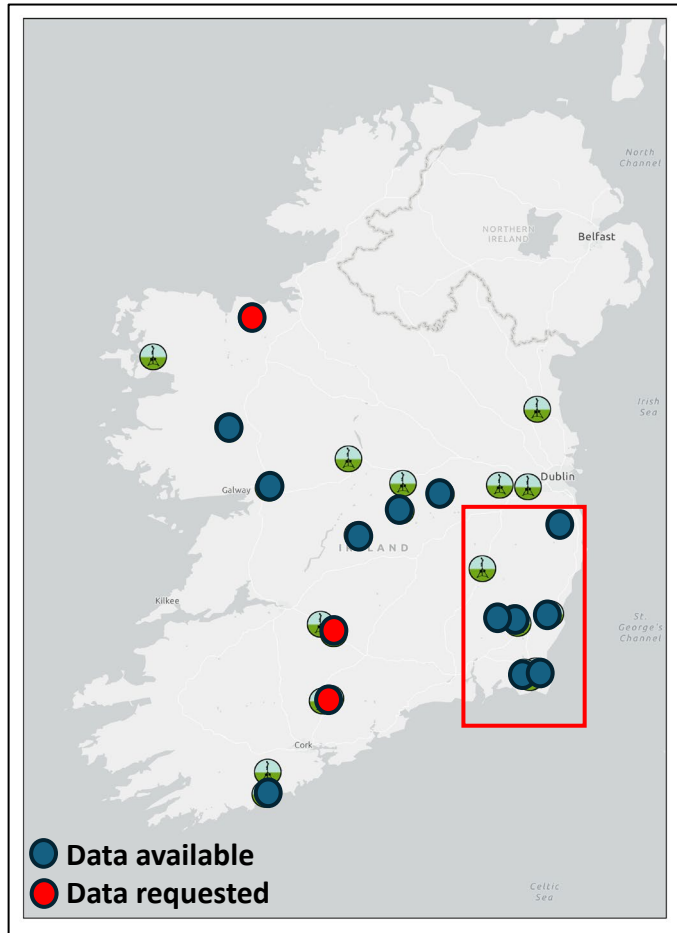 North
Channel
NORTHERN
IRELAND
Belfast
Irish
Sea
Dublin
Galway
IRELAND
Kilkee
St.
George's
Channel
Cork
Data available
Data requested
Celtic
Sea